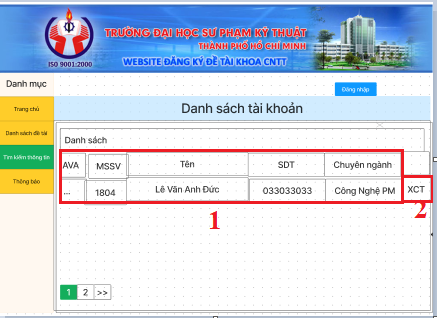 TRƯỜNG ĐẠI HỌC SƯ PHẠM KỸ THUẬT
THÀNH PHỐ HỒ CHÍ MINH
ISO 9001:2000
WEBSITE ĐĂNG KÝ ĐỀ TÀI KHOA CNTT
Danh mục
Đăng nhập
Trang chủ
Danh sách tài khoản
Danh sách đề tài
Danh sách
Tìm kiếm thông tin
AVA MSSV Tên SDT Chuyên ngành
Thông báo
... 1804 Lê Văn Anh Đức 033033033 Công Nghệ PM XCT
1 2
1 2 >>